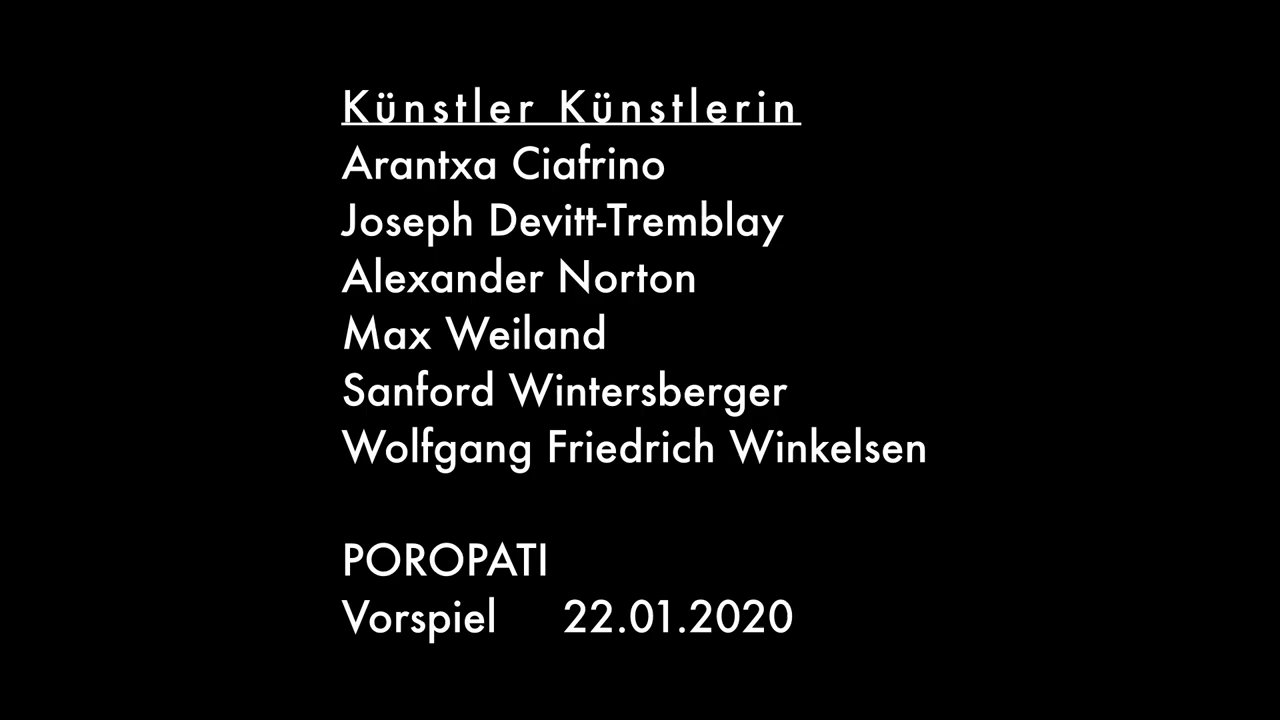 Künstler Künstlerin
Arantxa Ciafrino
Joseph Devitt-Tremblay
Alexander Norton
Max Weiland
Sanford Wintersberger
Wolfgang Friedrich Winkelsen
POROPATI
Vorspiel 22.01.2020